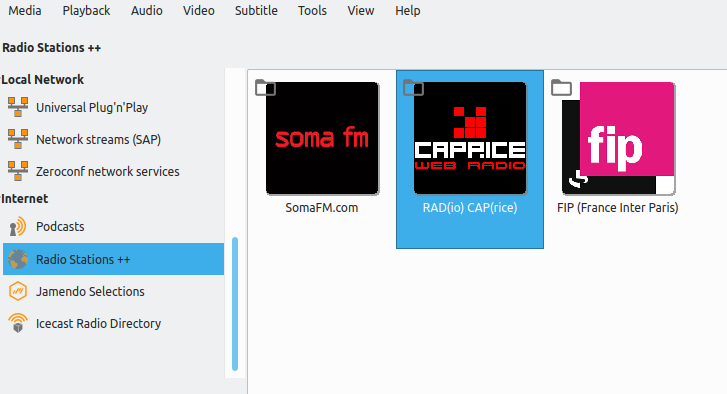 Media Playback Audio Video Subtitle Tools View Help
Radio Stations ++
Local Network
Universal Plug'n'Play
Network streams (SAP)
Zeroconf network services
Internet
Podcasts
Radio Stations ++
Jamendo Selections
Icecast Radio Directory
soma fm
SomaFM.com
CAPRICE
WEB RADIO
RAD(io) CAP(rice)
fip
FIP (France Inter Paris)